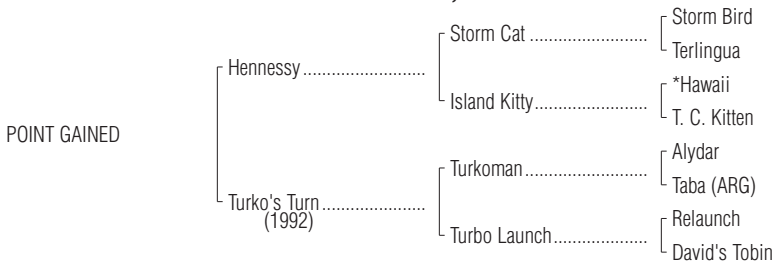 Storm Bird
Storm Cat ..........................
Terlingua
Hennessy ...........................
*Hawaii
Island Kitty .........................
T. C. Kitten
POINT GAINED
Alydar
Turkoman ...........................
Taba (ARG)
Turko's Turn .......................
(1992)
Relaunch
Turbo Launch .....................
David's Tobin